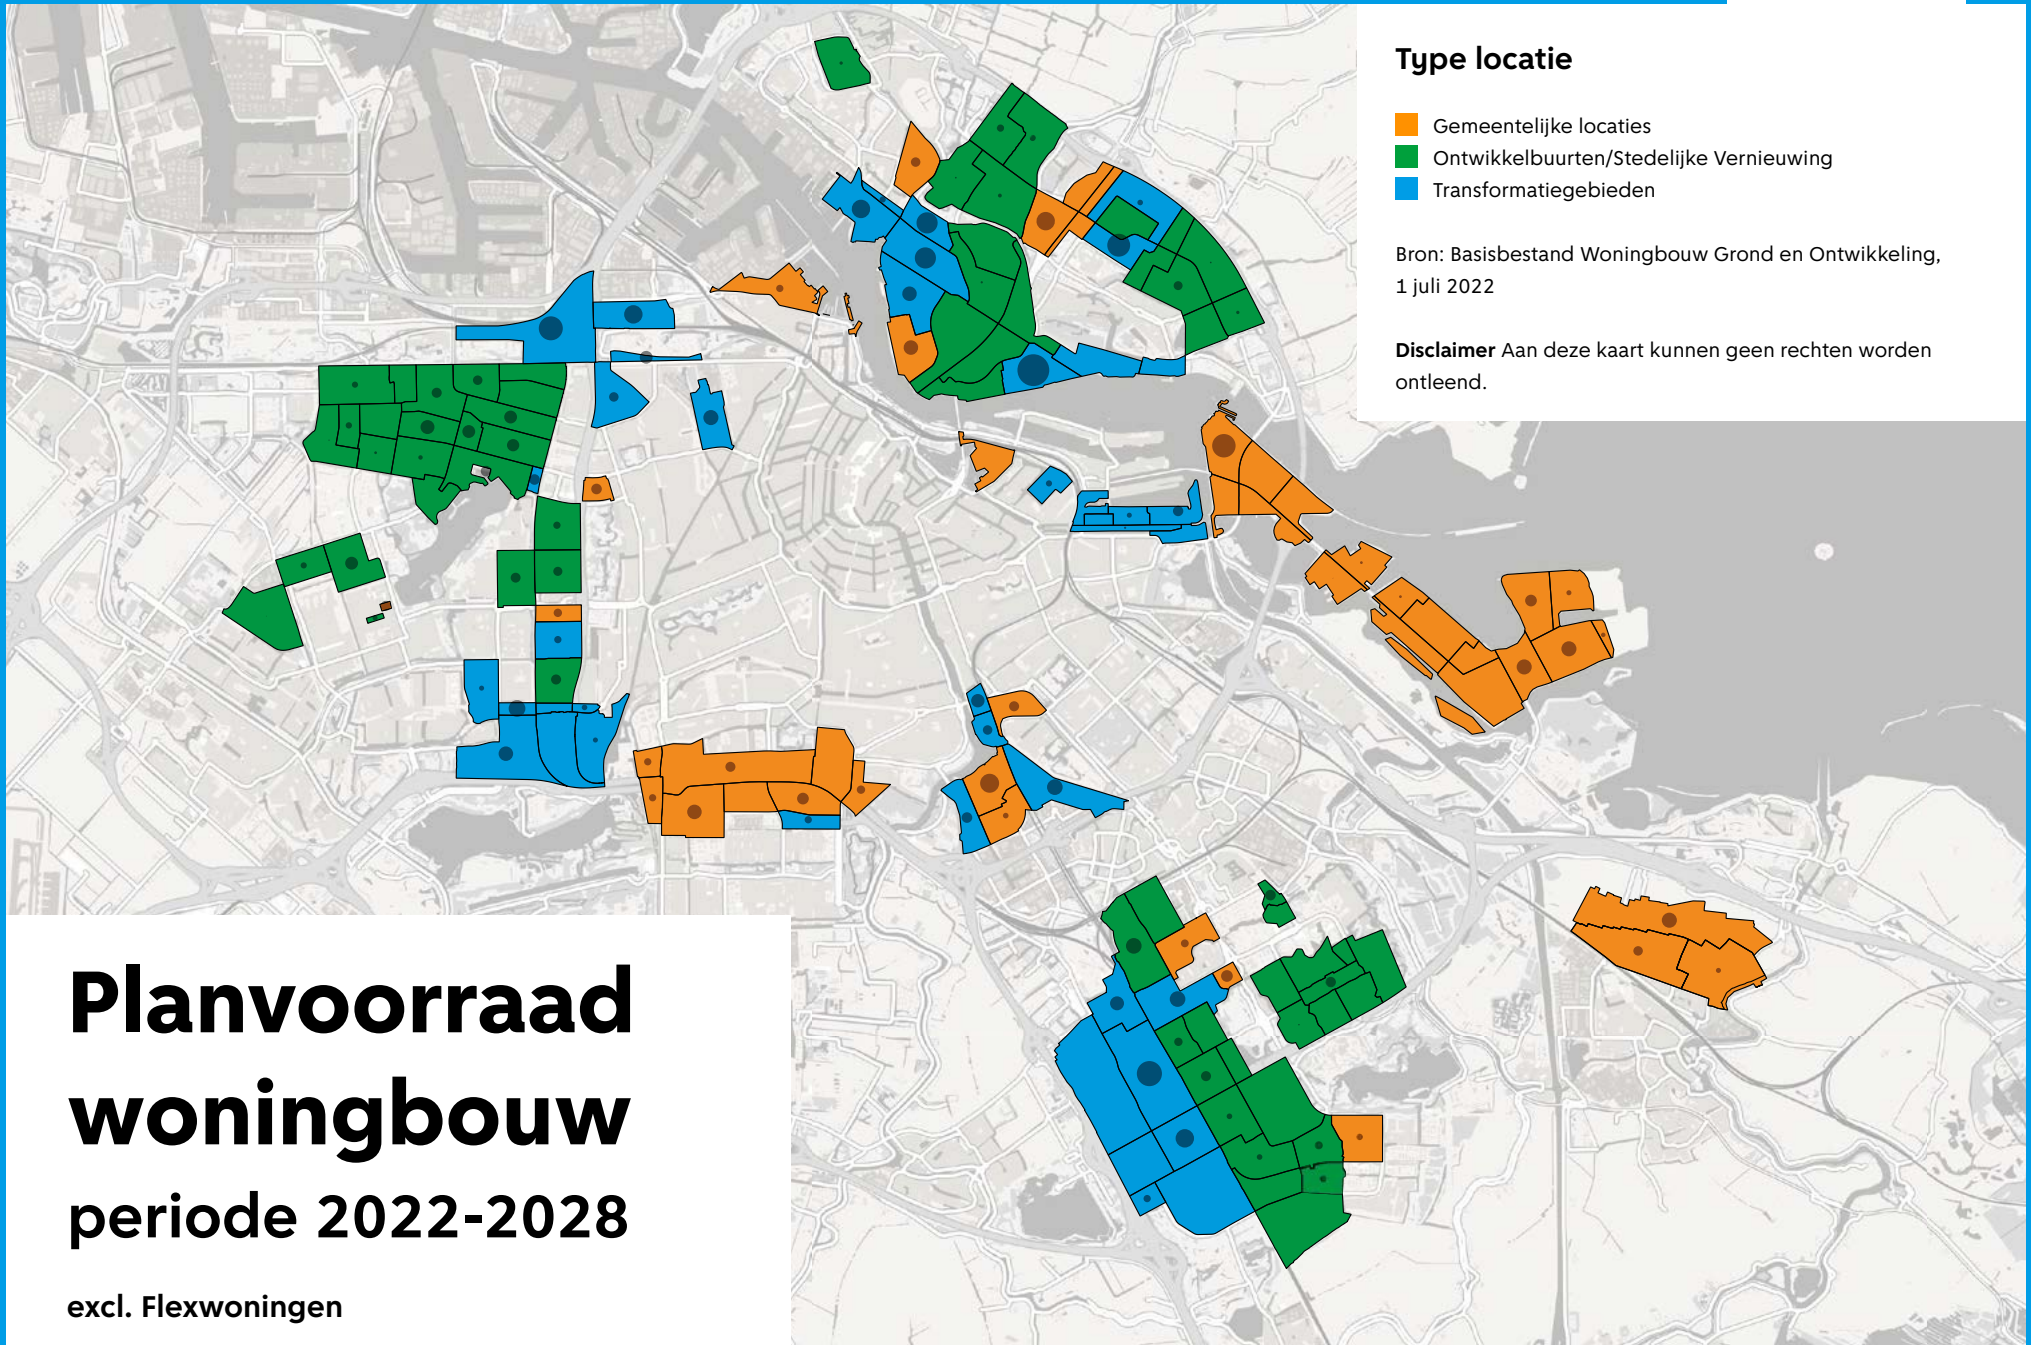 Type locatie
Gemeentelijke locaties
Ontwikkelbuurten/Stedelijke Vernieuwing
Transformatiegebieden
Bron: Basisbestand Woningbouw Grond en Ontwikkeling,
1 juli 2022
Disclaimer Aan deze kaart kunnen geen rechten worden
ontleend.
Planvoorraad
woningbouw
periode 2022-2028
excl. Flexwoningen